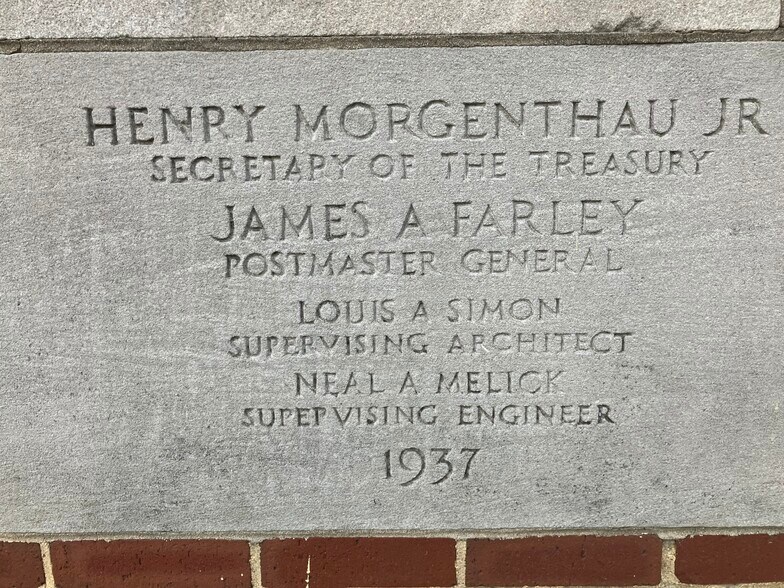 HENRY MORGENTHAU JR
SECRETARY OF THE TREASURY
JAMES A FARLEY
POSTMASTER GENERAL
LOUIS A SIMON
SUPERVISING ARCHITECT
NEAL A MELICK
SUPERVISING ENGINEER
1937